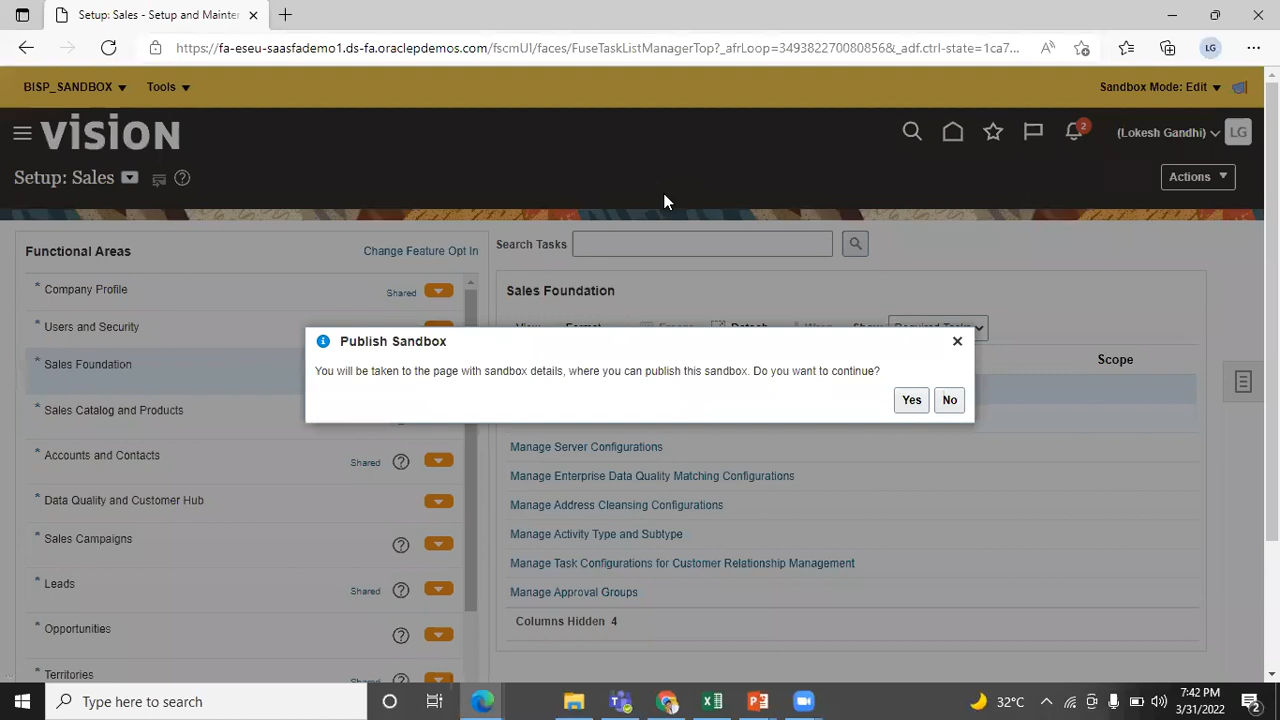 Setup: Sales - Setup and Mainter
https://fa-eseu-saasfademo1.ds-fa.oraclepdemos.com/fscmUI/faces/FuseTaskListManagerTop?_afrLoop=349382270080856&_adf.ctrl-state=1ca7...
LG
BISP_SANDBOX
Tools
Sandbox Mode: Edit
vision
2
(Lokesh Gandhi)
LG
Setup: Sales
Actions
Functional Areas
Change Feature Opt In
Search Tasks
* Company Profile
Shared
Sales Foundation
* Users and Security
Publish Sandbox
You will be taken to the page with sandbox details, where you can publish this sandbox. Do you want to continue?
Yes
No
* Sales Foundation
Scope
* Sales Catalog and Products
Manage Server Configurations
* Accounts and Contacts
Shared
Manage Enterprise Data Quality Matching Configurations
* Data Quality and Customer Hub
Manage Address Cleansing Configurations
* Sales Campaigns
Manage Activity Type and Subtype
* Leads
Shared
Manage Task Configurations for Customer Relationship Management
Manage Approval Groups
* Opportunities
Columns Hidden 4
* Territories
Shared
Type here to search
32°C
7:42 PM
3/31/2022
2